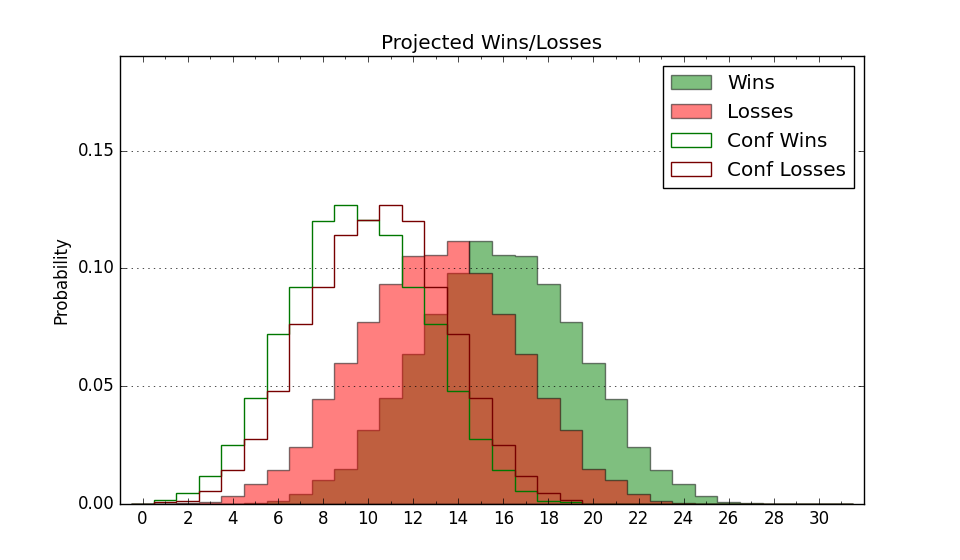 Projected Wins/Losses
Wins
Losses
Conf Wins
Conf Losses
Probability
0.15
0.10
0.05
0.00
0 2 4 6 8 10 12 14 16 18 20 22 24 26 28 30